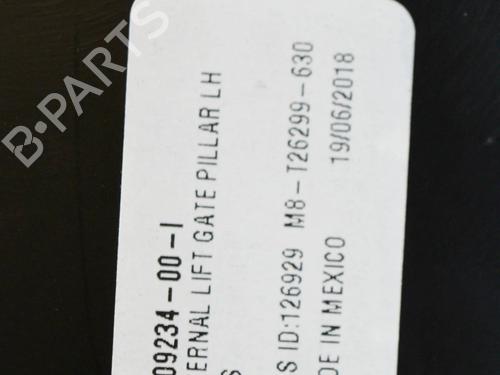 09234-00-I
ERNAL LIFT GATE PILLAR LH
S
S ID:126929 M8-T26299-630
DE IN MEXICO 19/06/2018
B-PARTS